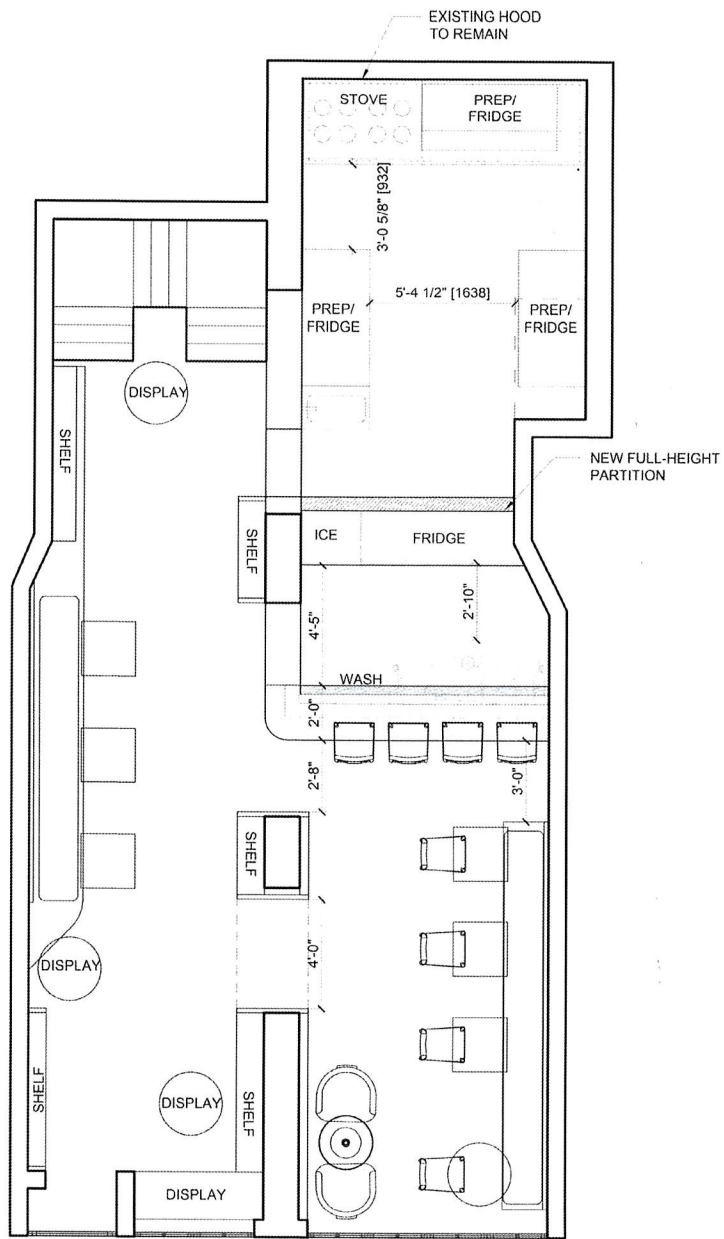 EXISTING HOOD
TO REMAIN
STOVE
PREP/
FRIDGE
3'-0 5/8" [932]
5'-4 1/2" [1638]
PREP/
FRIDGE
PREP/
FRIDGE
DISPLAY
SHELF
NEW FULL-HEIGHT
PARTITION
SHELF
ICE
FRIDGE
4'-5"
2'-10"
WASH
2'-0"
2'-8"
3'-0"
SHELF
4'-0"
DISPLAY
SHELF
SHELF
DISPLAY
DISPLAY